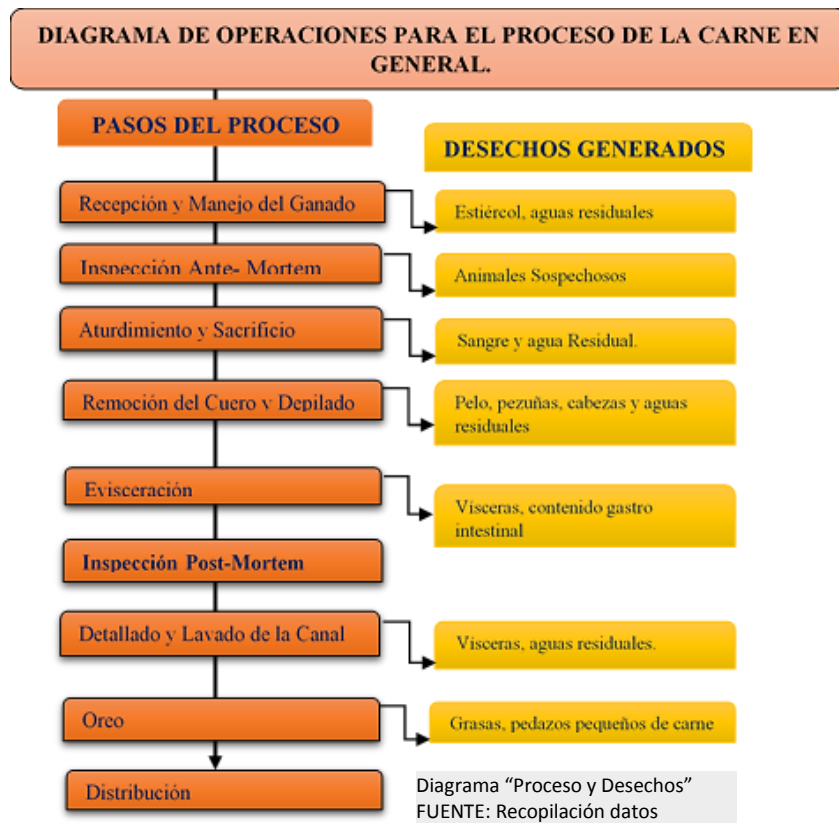 DIAGRAMA DE OPERACIONES PARA EL PROCESO DE LA CARNE EN
GENERAL.
PASOS DEL PROCESO
DESECHOS GENERADOS
Recepción y Manejo del Ganado
Estiércol, aguas residuales
Inspección Ante- Mortem
Animales Sospechosos
Aturdimiento y Sacrificio
Sangre y agua Residual.
Remoción del Cuero y Depilado
Pelo, pezuñas, cabezas y aguas
residuales
Evisceración
Vísceras, contenido gastro
intestinal
Inspección Post-Mortem
Detallado y Lavado de la Canal
Vísceras, aguas residuales.
Oreo
Grasas, pedazos pequeños de carne
Distribución
Diagrama “Proceso y Desechos”
FUENTE: Recopilación datos